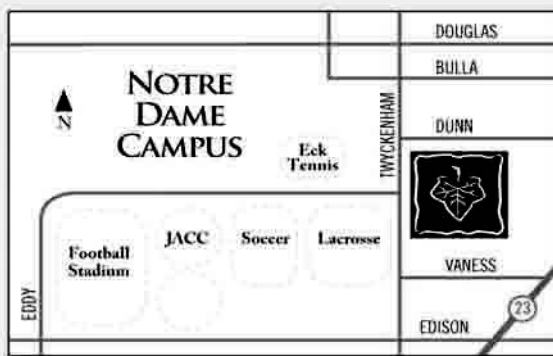 DOUGLAS
BULLA
NOTRE
DAME
CAMPUS
N
TWYCKENHAM
DUNN
Eck
Tennis
JACC
Soccer
Lacrosse
Football
Stadium
VANESS
EDDY
23
EDISON